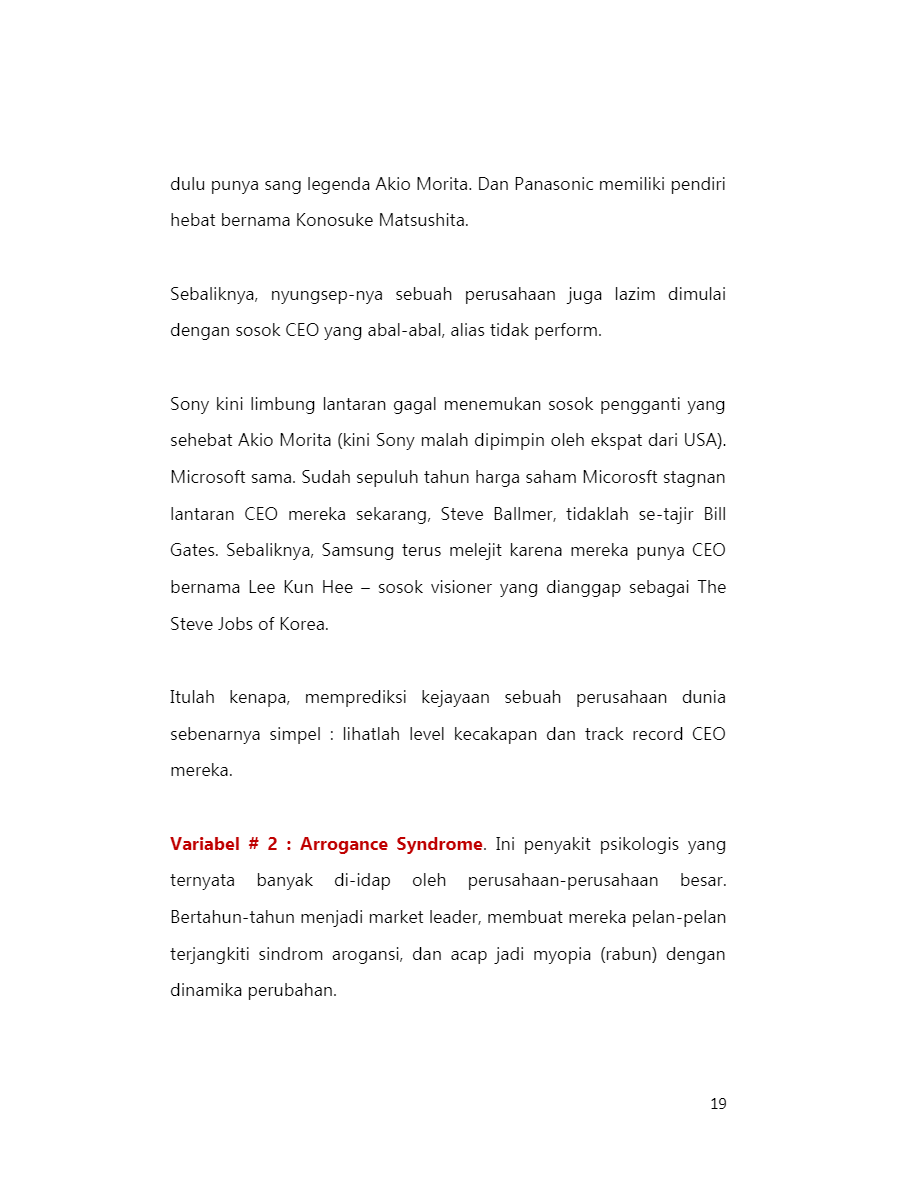 dulu punya sang legenda Akio Morita. Dan Panasonic memiliki pendiri
hebat bernama Konosuke Matsushita.
Sebaliknya, nyungsep-nya sebuah perusahaan juga lazim dimulai
dengan sosok CEO yang abal-abal, alias tidak perform.
Sony kini limbung lantaran gagal menemukan sosok pengganti yang
sehebat Akio Morita (kini Sony malah dipimpin oleh ekspat dari USA).
Microsoft sama. Sudah sepuluh tahun harga saham Micorosft stagnan
lantaran CEO mereka sekarang, Steve Ballmer, tidaklah se-tajir Bill
Gates. Sebaliknya, Samsung terus melejit karena mereka punya CEO
bernama Lee Kun Hee – sosok visioner yang dianggap sebagai The
Steve Jobs of Korea.
Itulah kenapa, memprediksi kejayaan sebuah perusahaan dunia
sebenarnya simpel : lihatlah level kecakapan dan track record CEO
mereka.
Variabel # 2 : Arrogance Syndrome. Ini penyakit psikologis yang
ternyata banyak di-idap oleh perusahaan-perusahaan besar.
Bertahun-tahun menjadi market leader, membuat mereka pelan-pelan
terjangkiti sindrom arogansi, dan acap jadi myopia (rabun) dengan
dinamika perubahan.
19